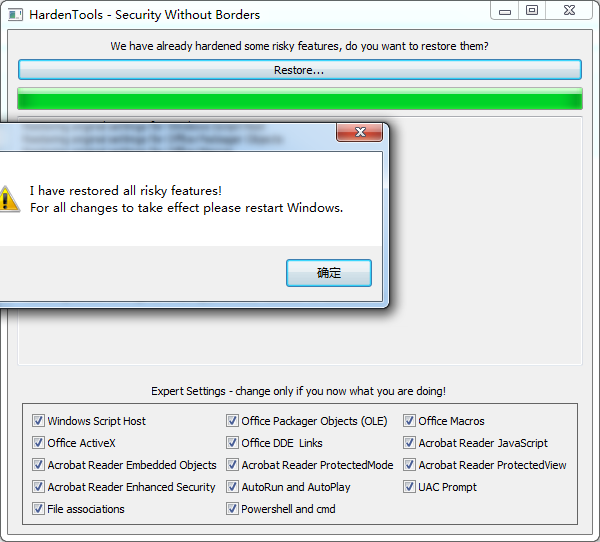 HardenTools - Security Without Borders
We have already hardened some risky features, do you want to restore them?
Restore...
I have restored all risky features!
For all changes to take effect please restart Windows.
确定
Expert Settings - change only if you now what you are doing!
Windows Script Host
Office Packager Objects (OLE)
Office Macros
Office ActiveX
Office DDE Links
Acrobat Reader JavaScript
Acrobat Reader Embedded Objects
Acrobat Reader ProtectedMode
Acrobat Reader ProtectedView
Acrobat Reader Enhanced Security
AutoRun and AutoPlay
UAC Prompt
File associations
Powershell and cmd